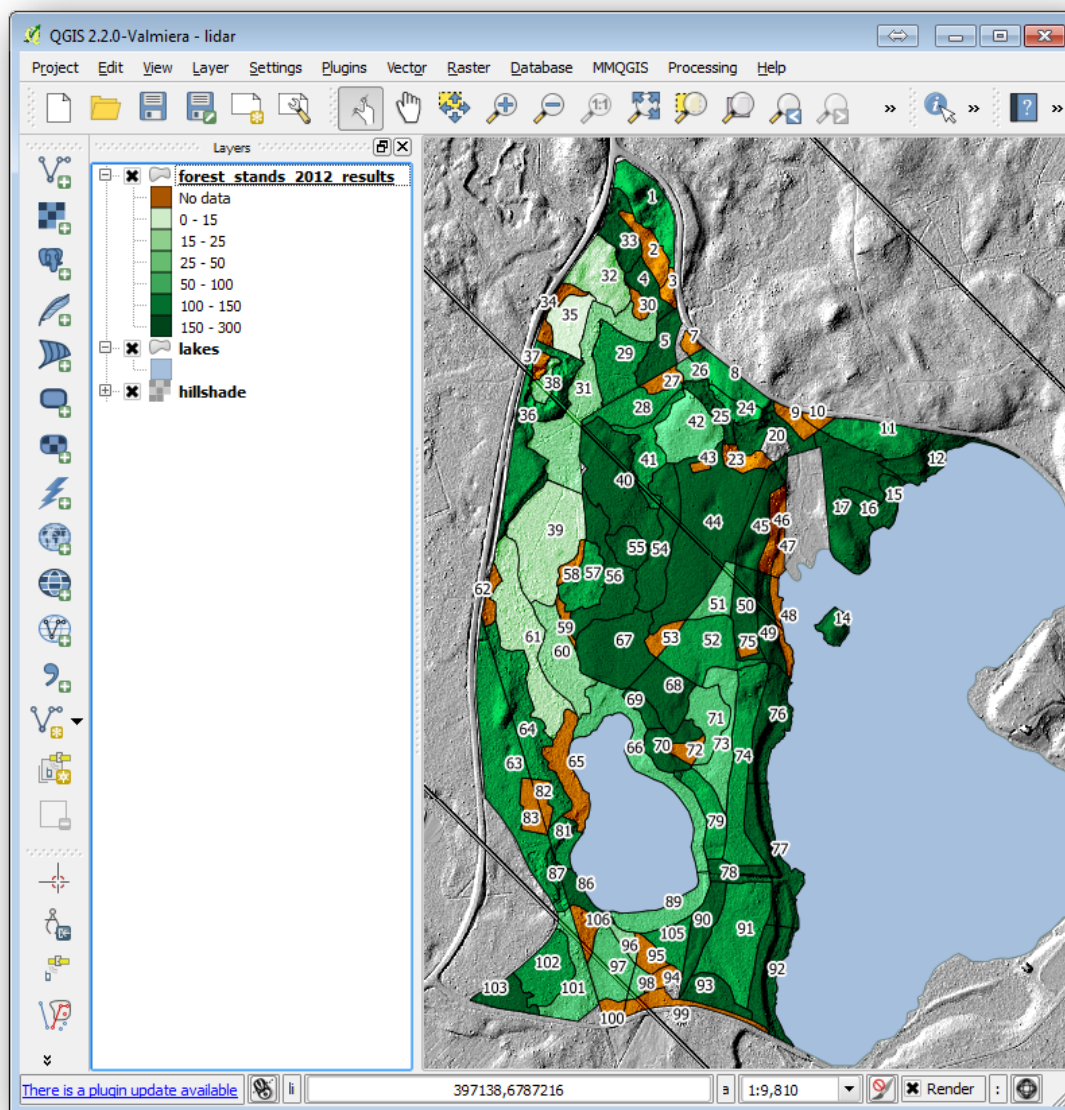 QGIS 2.2.0-Valmiera - lidar
Project Edit View Layer Settings Plugins Vector Raster Database MMQGIS Processing Help
1:1 » » ? »
Layers
forest_stands_2012_results
No data
0 - 15
15 - 25
25 - 50
50 - 100
100 - 150
150 - 300
lakes
hillshade
1
33 2
32 4 3
34 30
35
7
5
29
37 26 8
38 31 27
28 24
36 42 25 9 10
20 11
41 43 23 12
40
15
17 16
44 45 46
39
47
55 54
58 57 56
62 51 50 48
14
59
61 67 53 52 75 49
60
68
69
71 76
64
66 70 72 73 74
63 65
82
83 79
81
77
87 86 78
89
106 90 91
96 105
102 95
97 92
94
103 101 98 93
100 99
»
There is a plugin update available li 397138,6787216 a 1:9,810 Render :